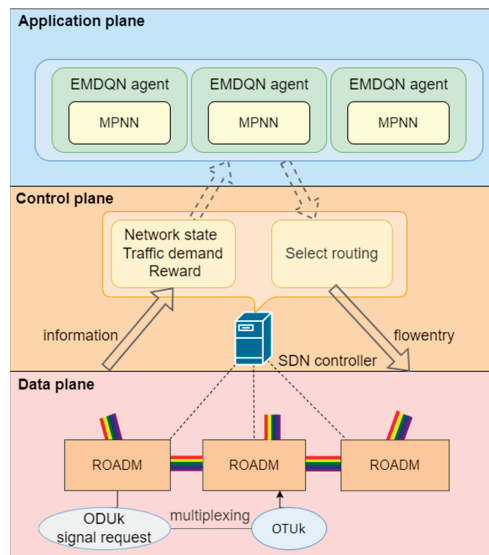 Application plane
EMDQN agent
EMDQN agent
EMDQN agent
MPNN
MPNN
MPNN
Control plane
Network state
Traffic demand
Reward
Select routing
information
flowentry
SDN controller
Data plane
ROADM
ROADM
ROADM
ODUk
signal request
multiplexing
OTUk